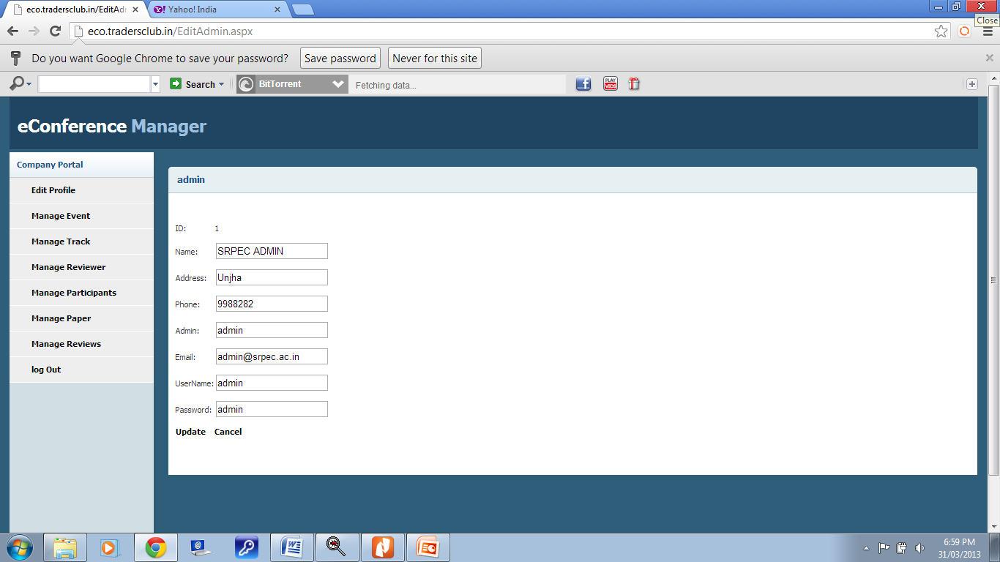 eco.tradersclub.in/EditAdm
Yahoo! India
Close
eco.tradersclub.in/EditAdmin.aspx
Do you want Google Chrome to save your password? Save password Never for this site
Search BitTorrent Fetching data... PLAY VIDS
eConference Manager
Company Portal
Edit Profile
Manage Event
Manage Track
Manage Reviewer
Manage Participants
Manage Paper
Manage Reviews
log Out
admin
ID: 1
Name: SRPEC ADMIN
Address: Unjha
Phone: 9988282
Admin: admin
Email: admin@srpec.ac.in
UserName: admin
Password: admin
Update Cancel
6:59 PM
31/03/2013